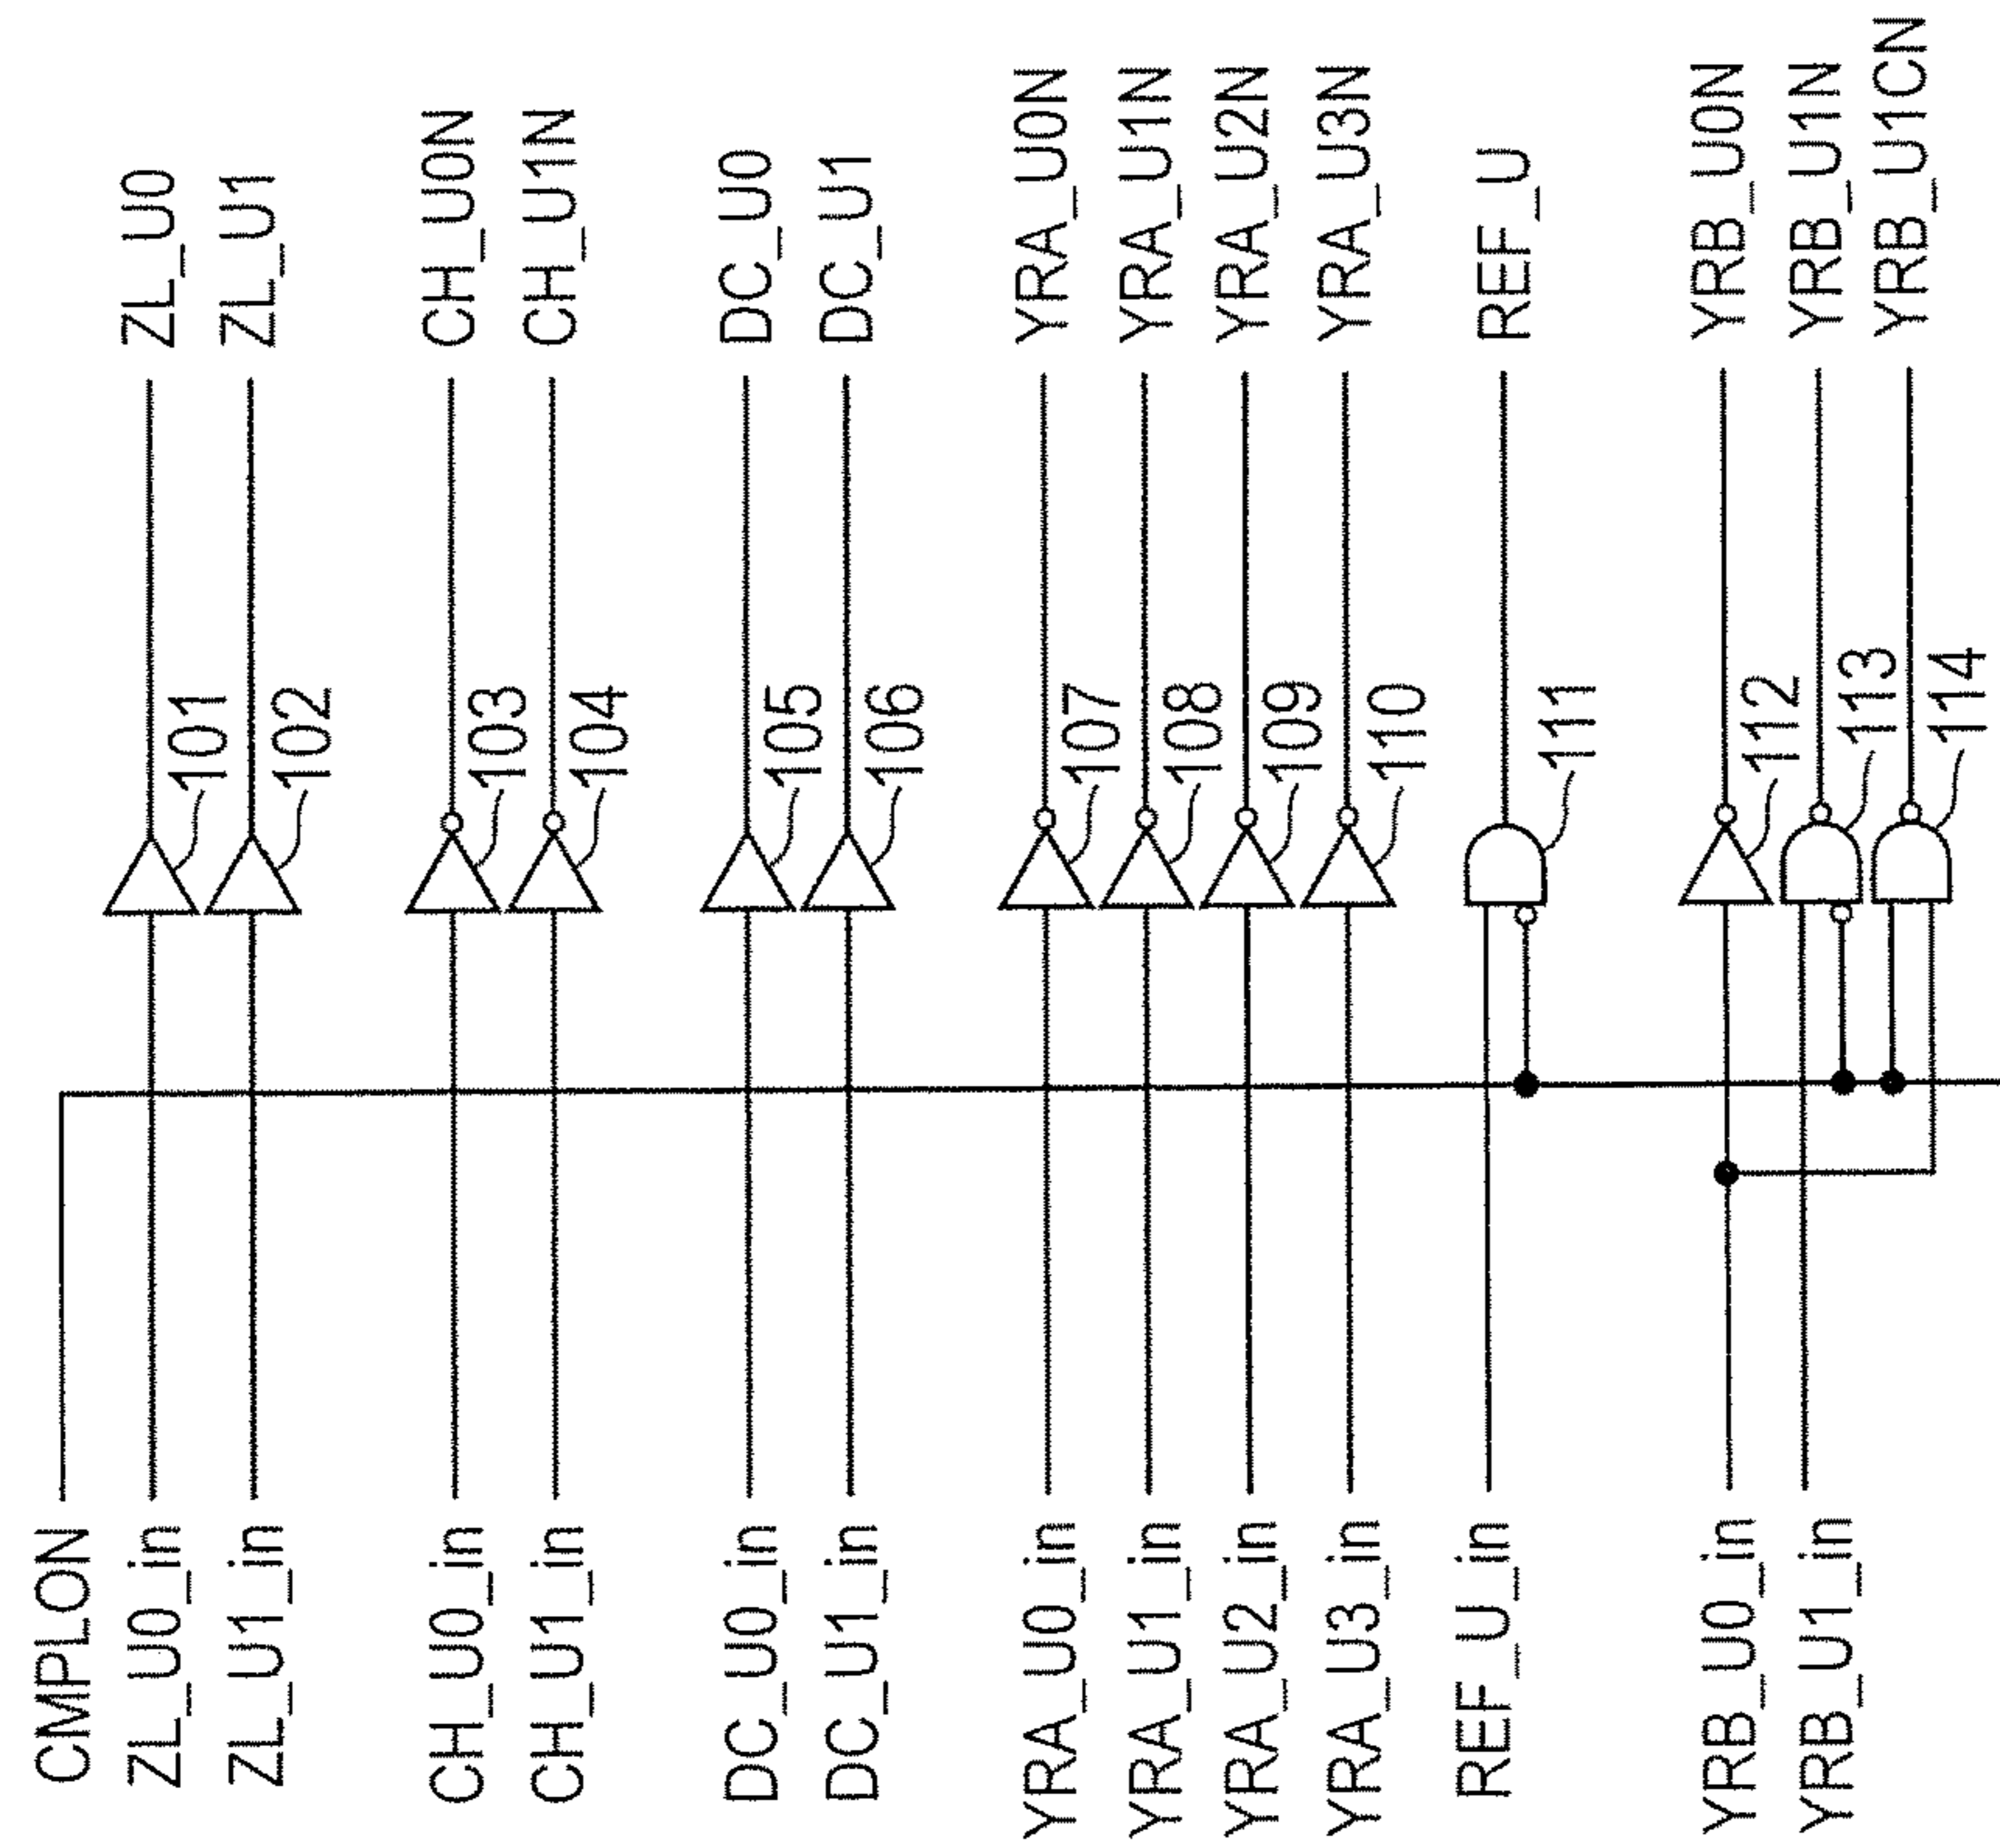 CMPLON
ZL_U0_in
ZL_U1_in
CH_U0_in
CH_U1_in
DC_U0_in
DC_U1_in
YRA_U0_in
YRA_U1_in
YRA_U2_in
YRA_U3_in
REF_U_in
YRB_U0_in
YRB_U1_in
101
102
103
104
105
106
107
108
109
110
111
112
113
114
ZL_U0
ZL_U1
CH_U0N
CH_U1N
DC_U0
DC_U1
YRA_U0N
YRA_U1N
YRA_U2N
YRA_U3N
REF_U
YRB_U0N
YRB_U1N
YRB_U1CN